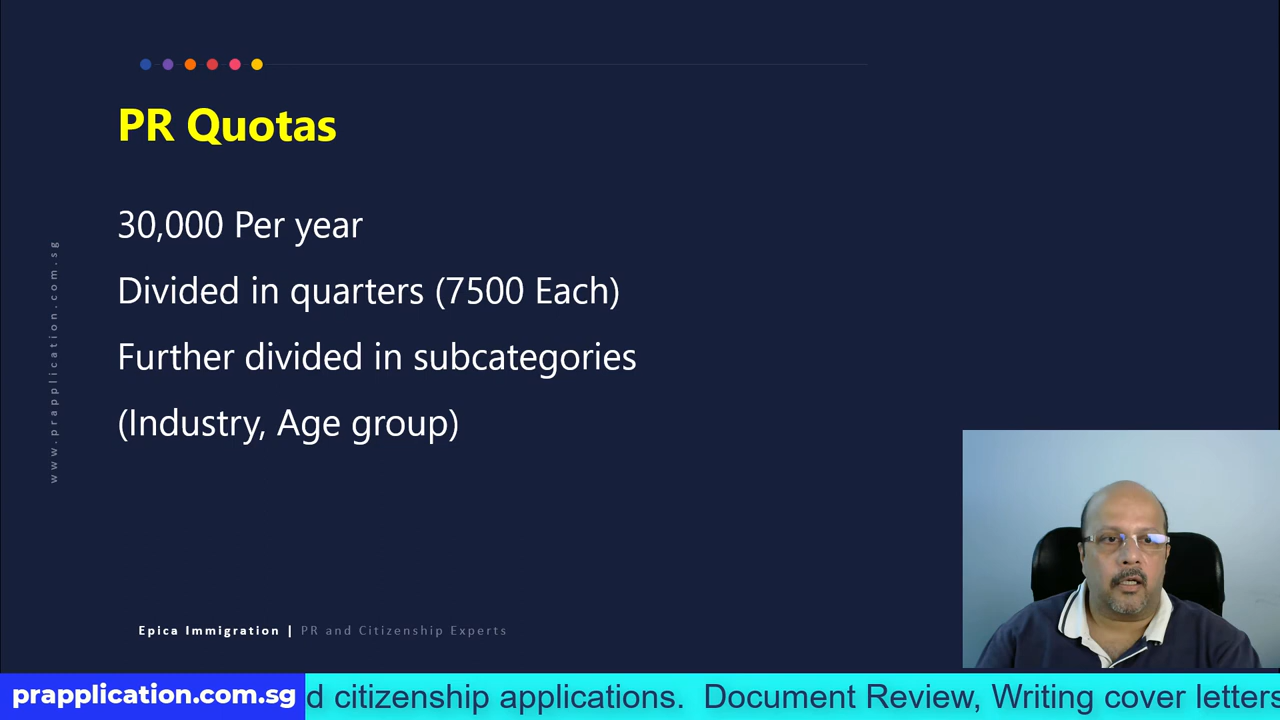 PR Quotas
30,000 Per year
Divided in quarters (7500 Each)
Further divided in subcategories
(Industry, Age group)
www.prapplication.com.sg
Epica Immigration | PR and Citizenship Experts
prapplication.com.sg
d citizenship applications. Document Review, Writing cover letters